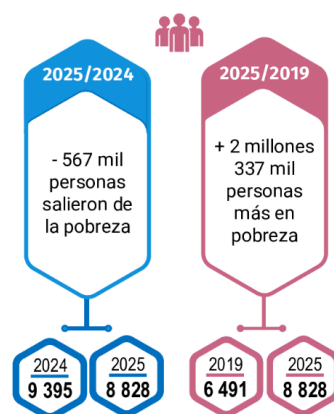 2025/2024
- 567 mil
personas
salieron de
la pobreza
2024
9 395
2025
8 828
2025/2019
+ 2 millones
337 mil
personas
más en
pobreza
2019
6 491
2025
8 828